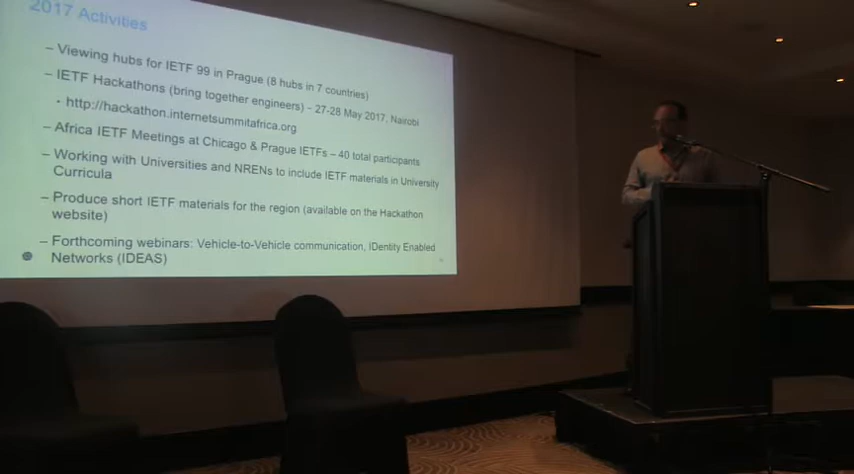 2017 Activities
– Viewing hubs for IETF 99 in Prague (8 hubs in 7 countries)
– IETF Hackathons (bring together engineers) – 27-28 May 2017, Nairobi
• http://hackathon.internetsummitafrica.org
– Africa IETF Meetings at Chicago & Prague IETFs – 40 total participants
– Working with Universities and NRENs to include IETF materials in University
Curricula
– Produce short IETF materials for the region (available on the Hackathon
website)
– Forthcoming webinars: Vehicle-to-Vehicle communication, IDentity Enabled
Networks (IDEAS)